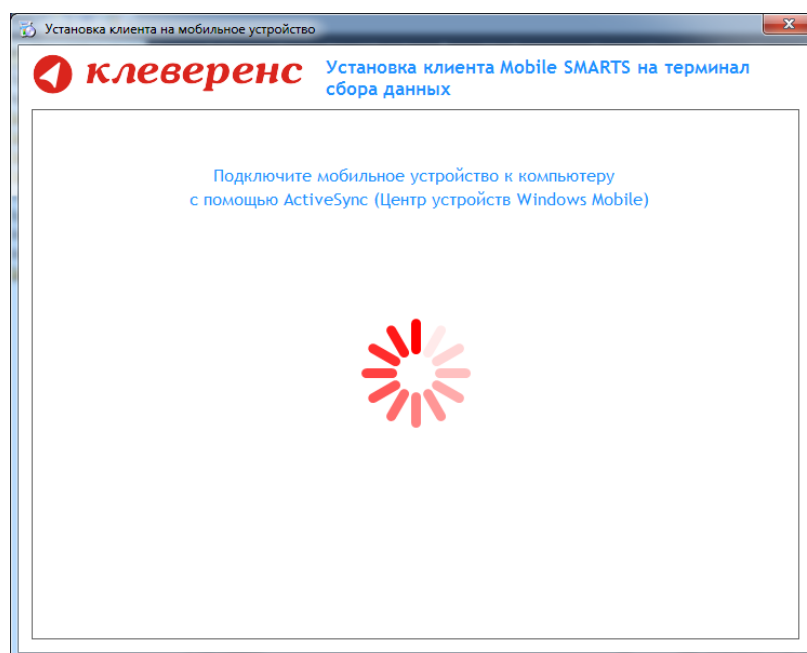 Установка клиента на мобильное устройство
клеверенс
Установка клиента Mobile SMARTS на терминал
сбора данных
Подключите мобильное устройство к компьютеру
с помощью ActiveSync (Центр устройств Windows Mobile)